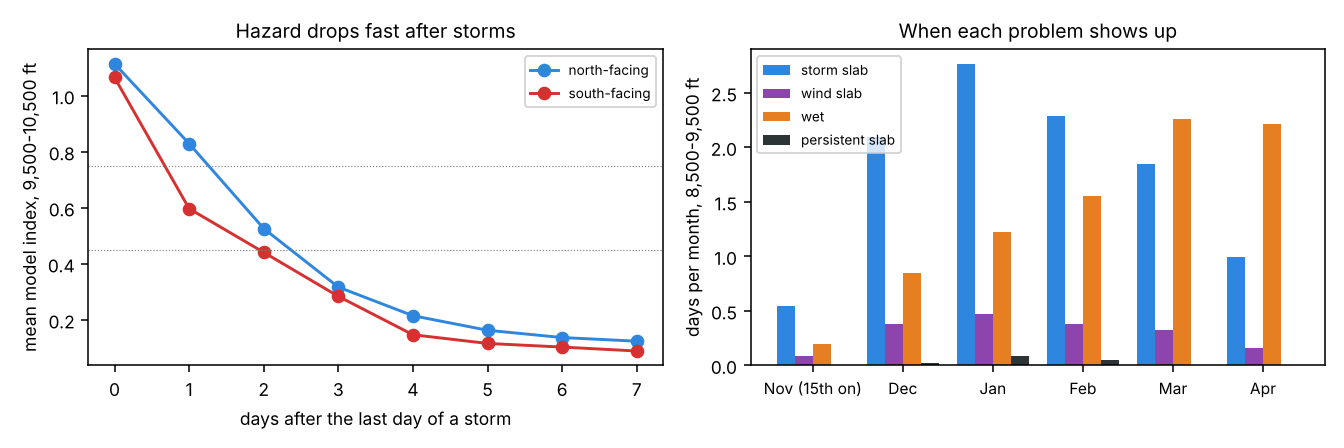 Hazard drops fast after storms
mean model index, 9,500–10,500 ft
1.0
0.8
0.6
0.4
0.2
north-facing
south-facing
0 1 2 3 4 5 6 7
days after the last day of a storm
When each problem shows up
days per month, 8,500–9,500 ft
2.5
2.0
1.5
1.0
0.5
0.0
storm slab
wind slab
wet
persistent slab
Nov (15th on) Dec Jan Feb Mar Apr